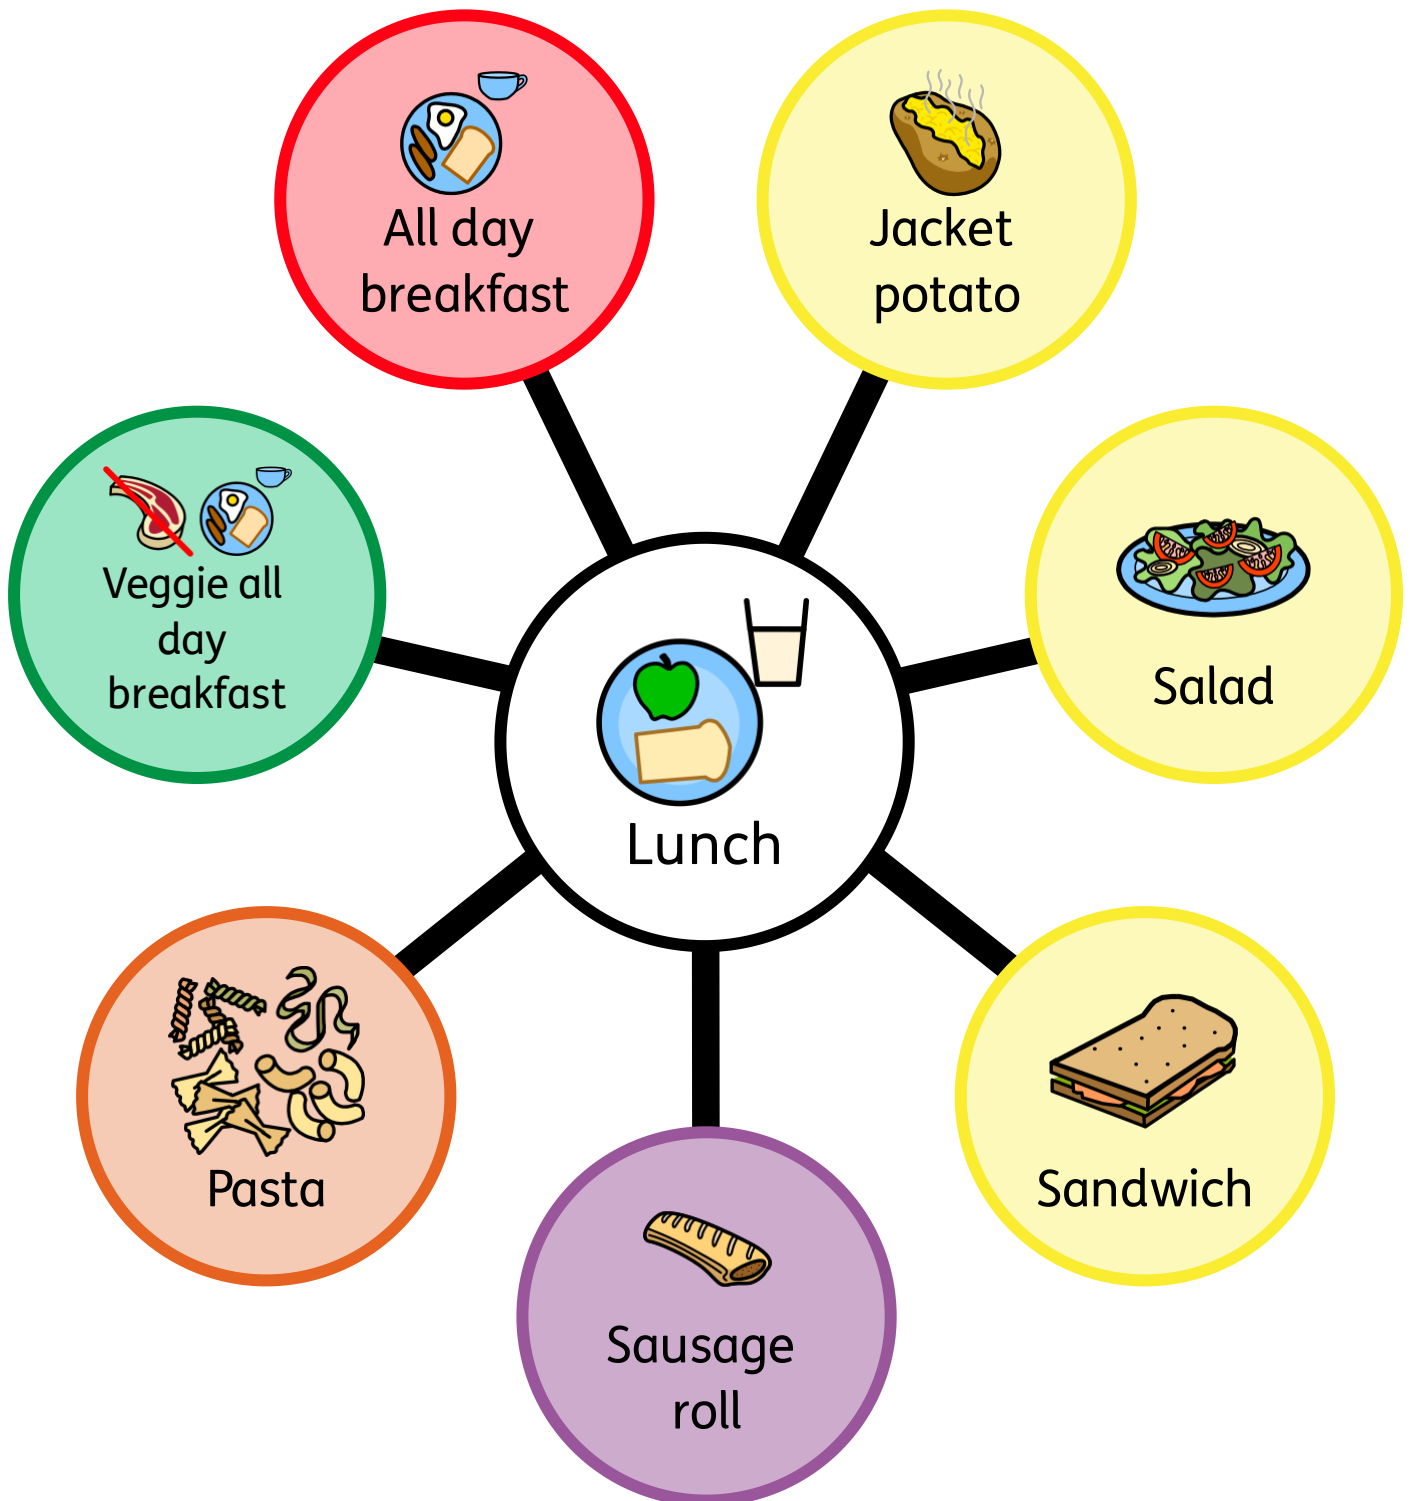 All day
breakfast
Jacket
potato
Veggie all
day
breakfast
Salad
Lunch
Pasta
Sandwich
Sausage
roll